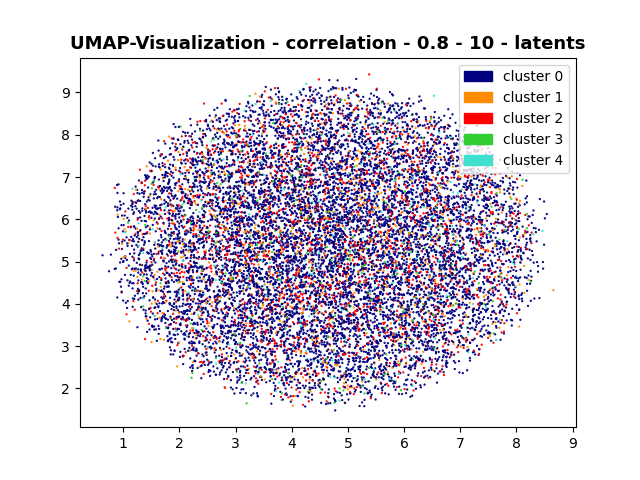 UMAP-Visualization - correlation - 0.8 - 10 - latents
cluster 0
cluster 1
cluster 2
cluster 3
cluster 4
9
8
7
6
5
4
3
2
1 2 3 4 5 6 7 8 9